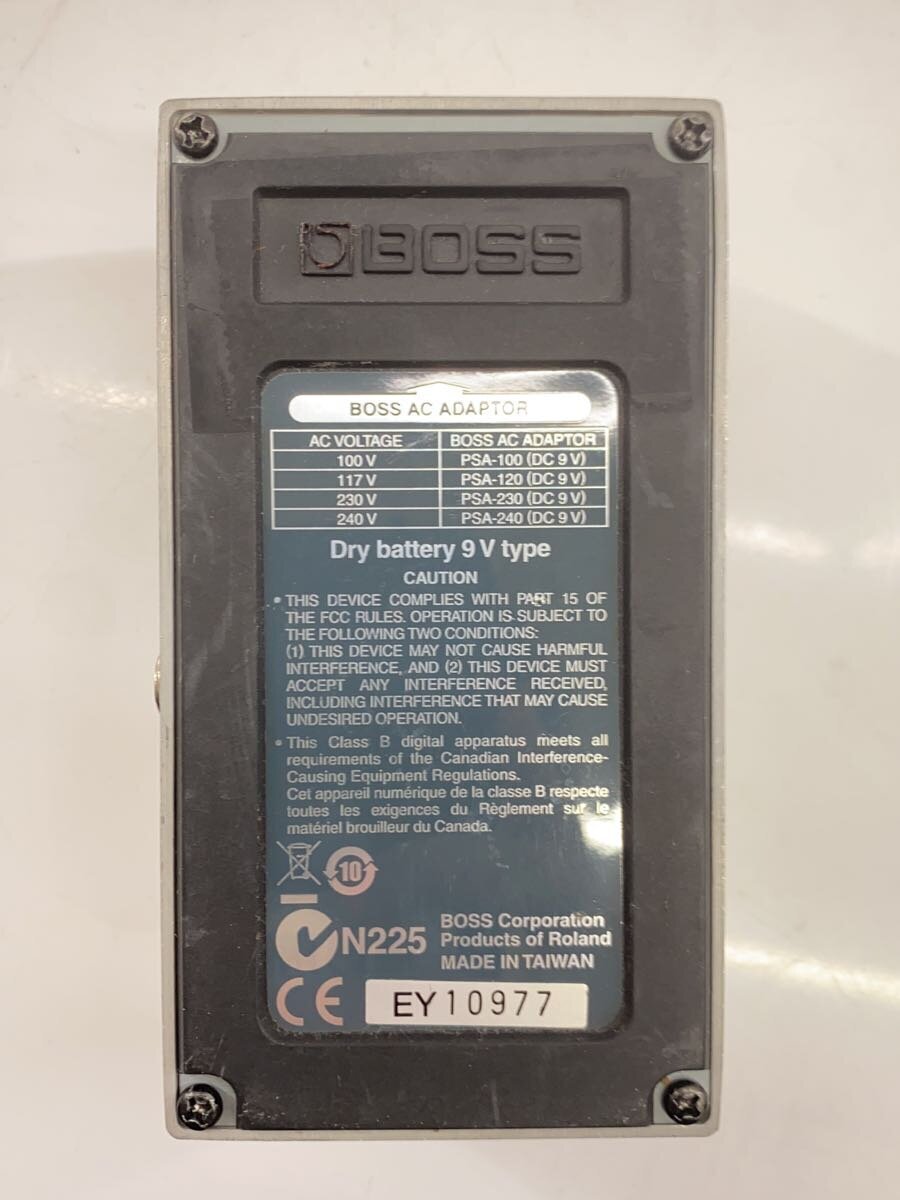 BOSS
BOSS AC ADAPTOR
AC VOLTAGE BOSS AC ADAPTOR
100 V PSA-100 (DC 9 V)
117 V PSA-120 (DC 9 V)
230 V PSA-230 (DC 9 V)
240 V PSA-240 (DC 9 V)
Dry battery 9 V type
CAUTION
• THIS DEVICE COMPLIES WITH PART 15 OF
THE FCC RULES. OPERATION IS SUBJECT TO
THE FOLLOWING TWO CONDITIONS:
(1) THIS DEVICE MAY NOT CAUSE HARMFUL
INTERFERENCE, AND (2) THIS DEVICE MUST
ACCEPT ANY INTERFERENCE RECEIVED,
INCLUDING INTERFERENCE THAT MAY CAUSE
UNDESIRED OPERATION.
• This Class B digital apparatus meets all
requirements of the Canadian Interference-
Causing Equipment Regulations.
Cet appareil numérique de la classe B respecte
toutes les exigences du Règlement sur le
matériel brouilleur du Canada.
10
N225
BOSS Corporation
Products of Roland
MADE IN TAIWAN
CE
EY10977